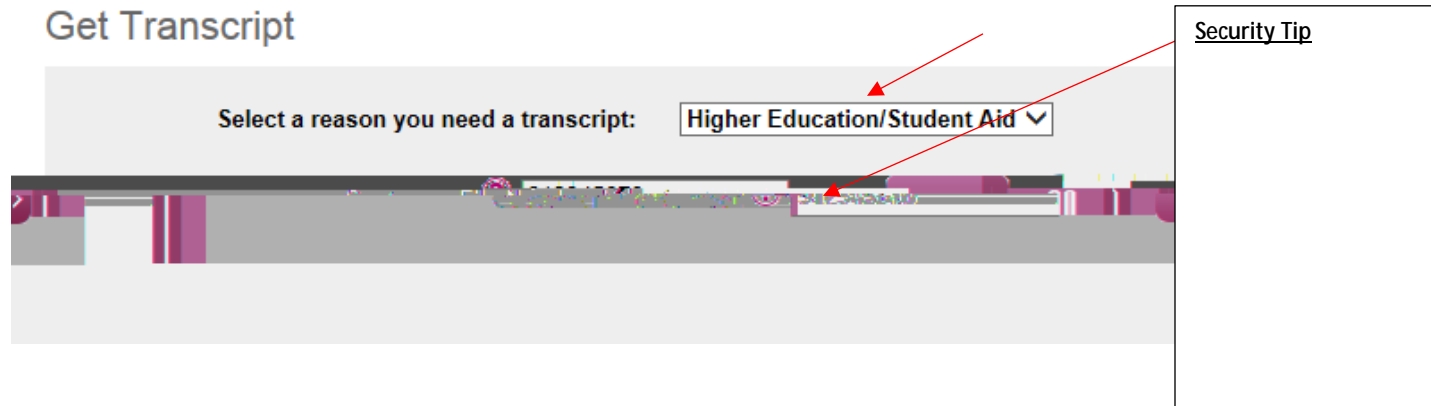 Get Transcript
Security Tip
Select a reason you need a transcript: Higher Education/Student Aid